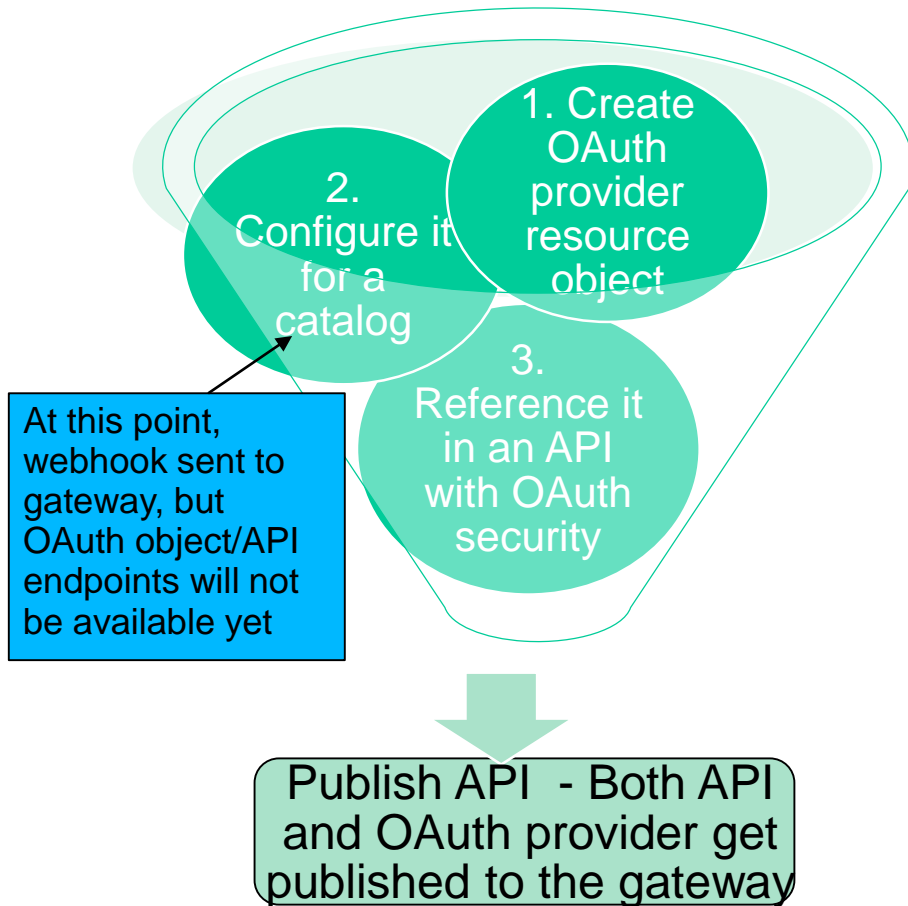 1. Create
OAuth
provider
resource
object
2.
Configure it
for a
catalog
3.
Reference it
in an API
with OAuth
security
At this point,
webhook sent to
gateway, but
OAuth object/API
endpoints will not
be available yet
Publish API  - Both API
and OAuth provider get
published to the gateway